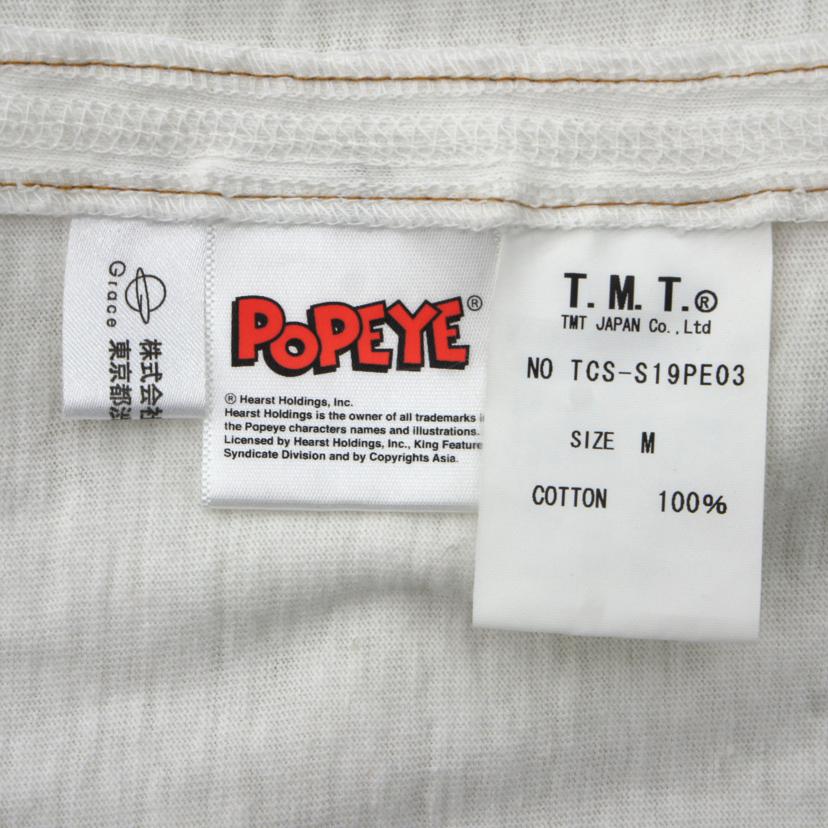 Grace
株式会社
東京都
POPEYE®
® Hearst Holdings, Inc.
Hearst Holdings is the owner of all trademarks
the Popeye characters names and illustrations.
Licensed by Hearst Holdings, Inc., King Feature
Syndicate Division and by Copyrights Asia.
T.M.T.®
TMT JAPAN Co.,Ltd
NO TCS-S19PE03
SIZE M
COTTON 100%